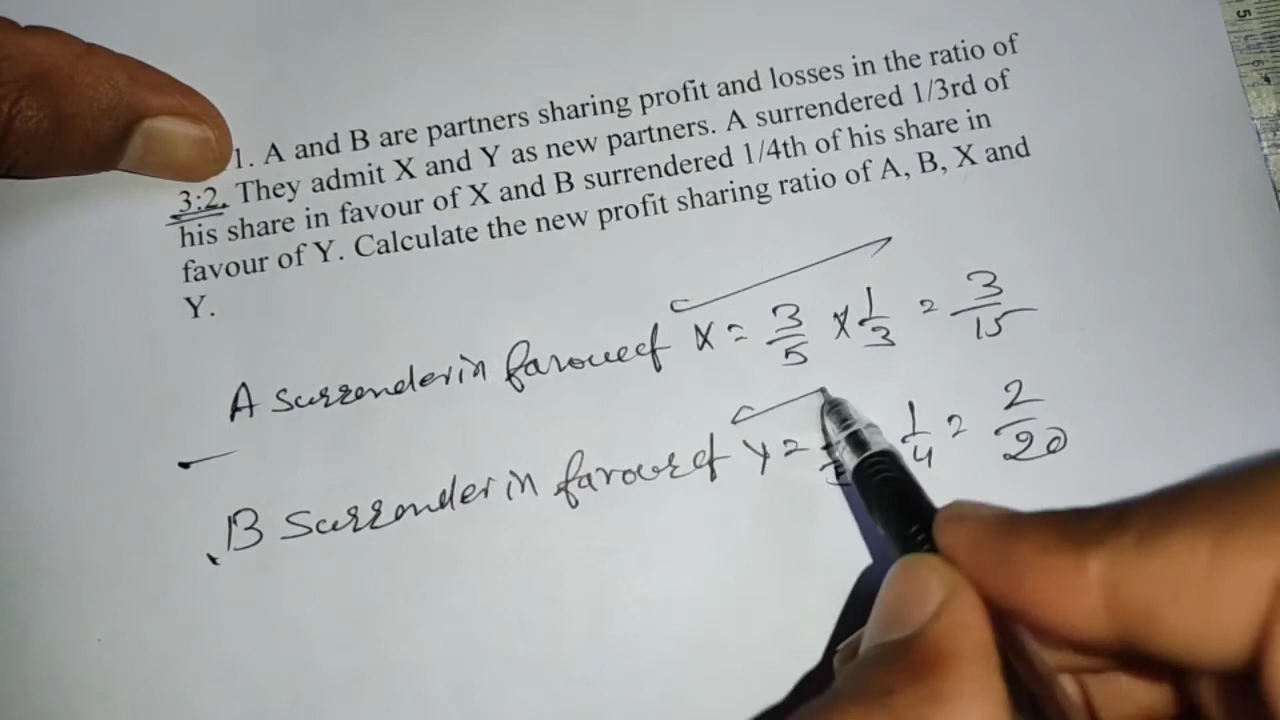 1. A and B are partners sharing profit and losses in the ratio of
3:2. They admit X and Y as new partners. A surrendered 1/3rd of
his share in favour of X and B surrendered 1/4th of his share in
favour of Y. Calculate the new profit sharing ratio of A, B, X and
Y.
A surrender in favour of X = 3/5 × 1/3 = 3/15
B surrender in favour of Y = 1/4 = 2/20
5
6